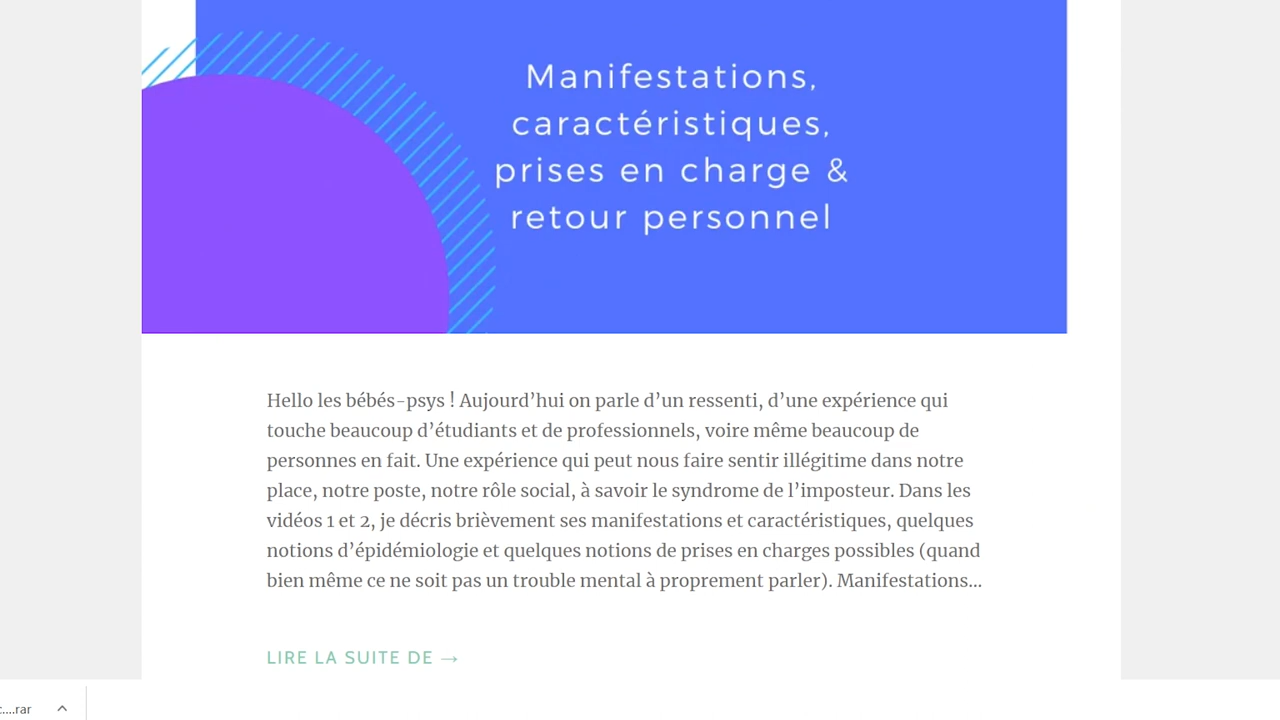 Manifestations,
caractéristiques,
prises en charge &
retour personnel
Hello les bébés-psys ! Aujourd’hui on parle d’un ressenti, d’une expérience qui
touche beaucoup d’étudiants et de professionnels, voire même beaucoup de
personnes en fait. Une expérience qui peut nous faire sentir illégitime dans notre
place, notre poste, notre rôle social, à savoir le syndrome de l’imposteur. Dans les
vidéos 1 et 2, je décris brièvement ses manifestations et caractéristiques, quelques
notions d’épidémiologie et quelques notions de prises en charges possibles (quand
bien même ce ne soit pas un trouble mental à proprement parler). Manifestations…
LIRE LA SUITE DE →
....rar